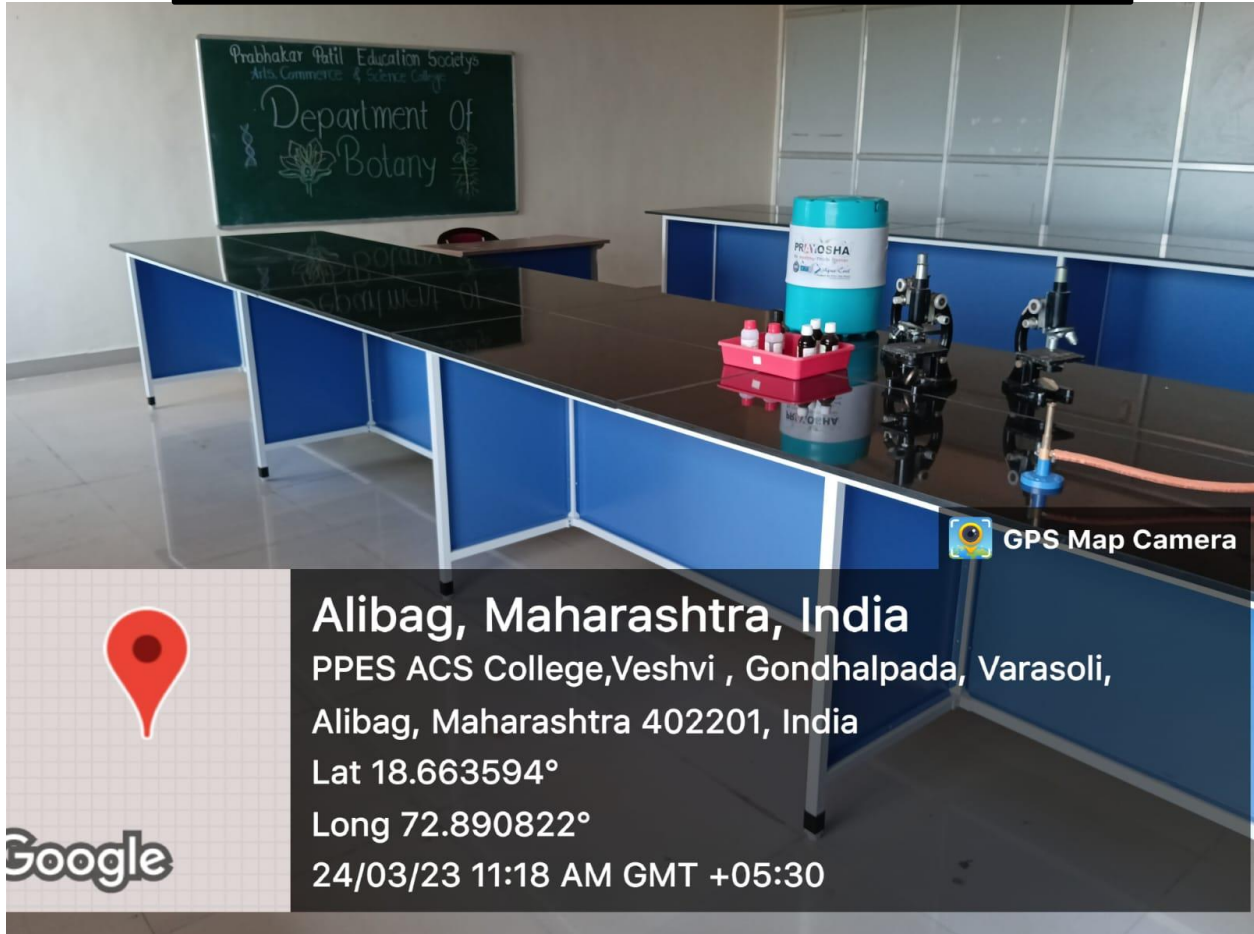 Prabhakar Patil Education Societys
Arts, Commerce & Science College
Department Of
Botany
PRAYOSHA
GPS Map Camera
Alibag, Maharashtra, India
PPES ACS College,Veshvi , Gondhalpada, Varasoli,
Alibag, Maharashtra 402201, India
Lat 18.663594°
Long 72.890822°
24/03/23 11:18 AM GMT +05:30
Google